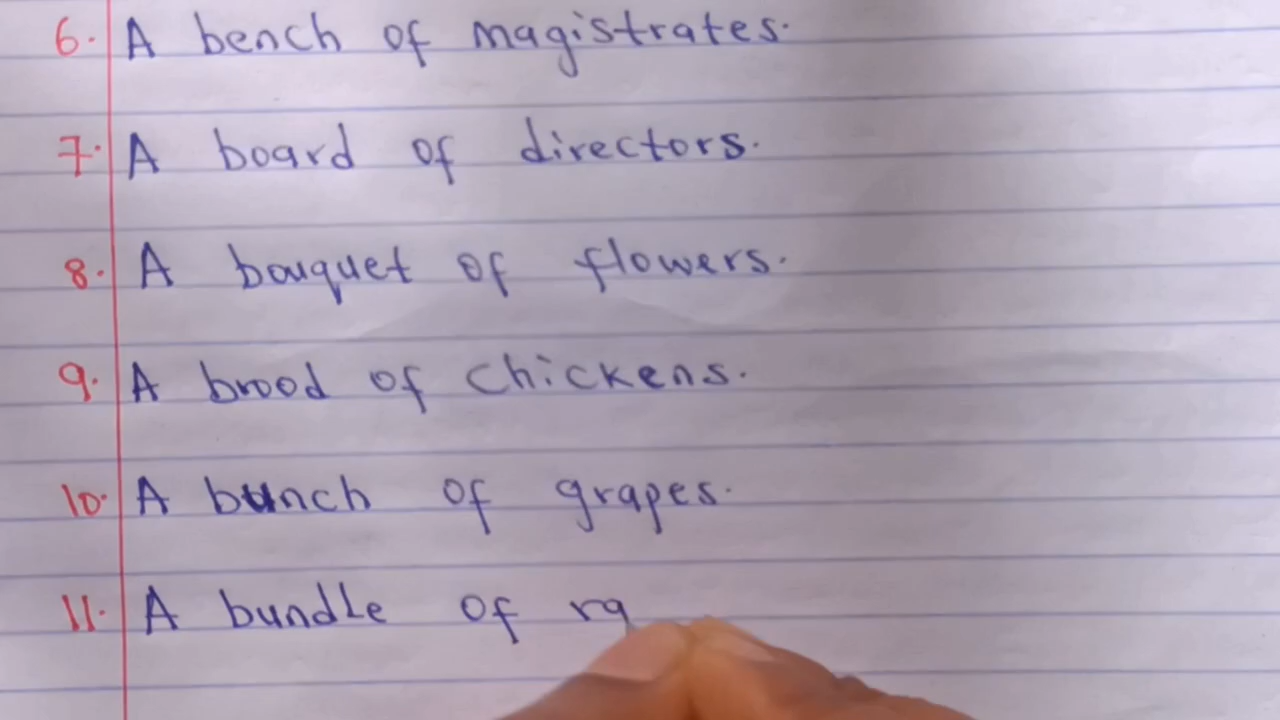 6. A bench of magistrates.
7. A board of directors.
8. A bouquet of flowers.
9. A brood of chickens.
10. A bunch of grapes.
11. A bundle of